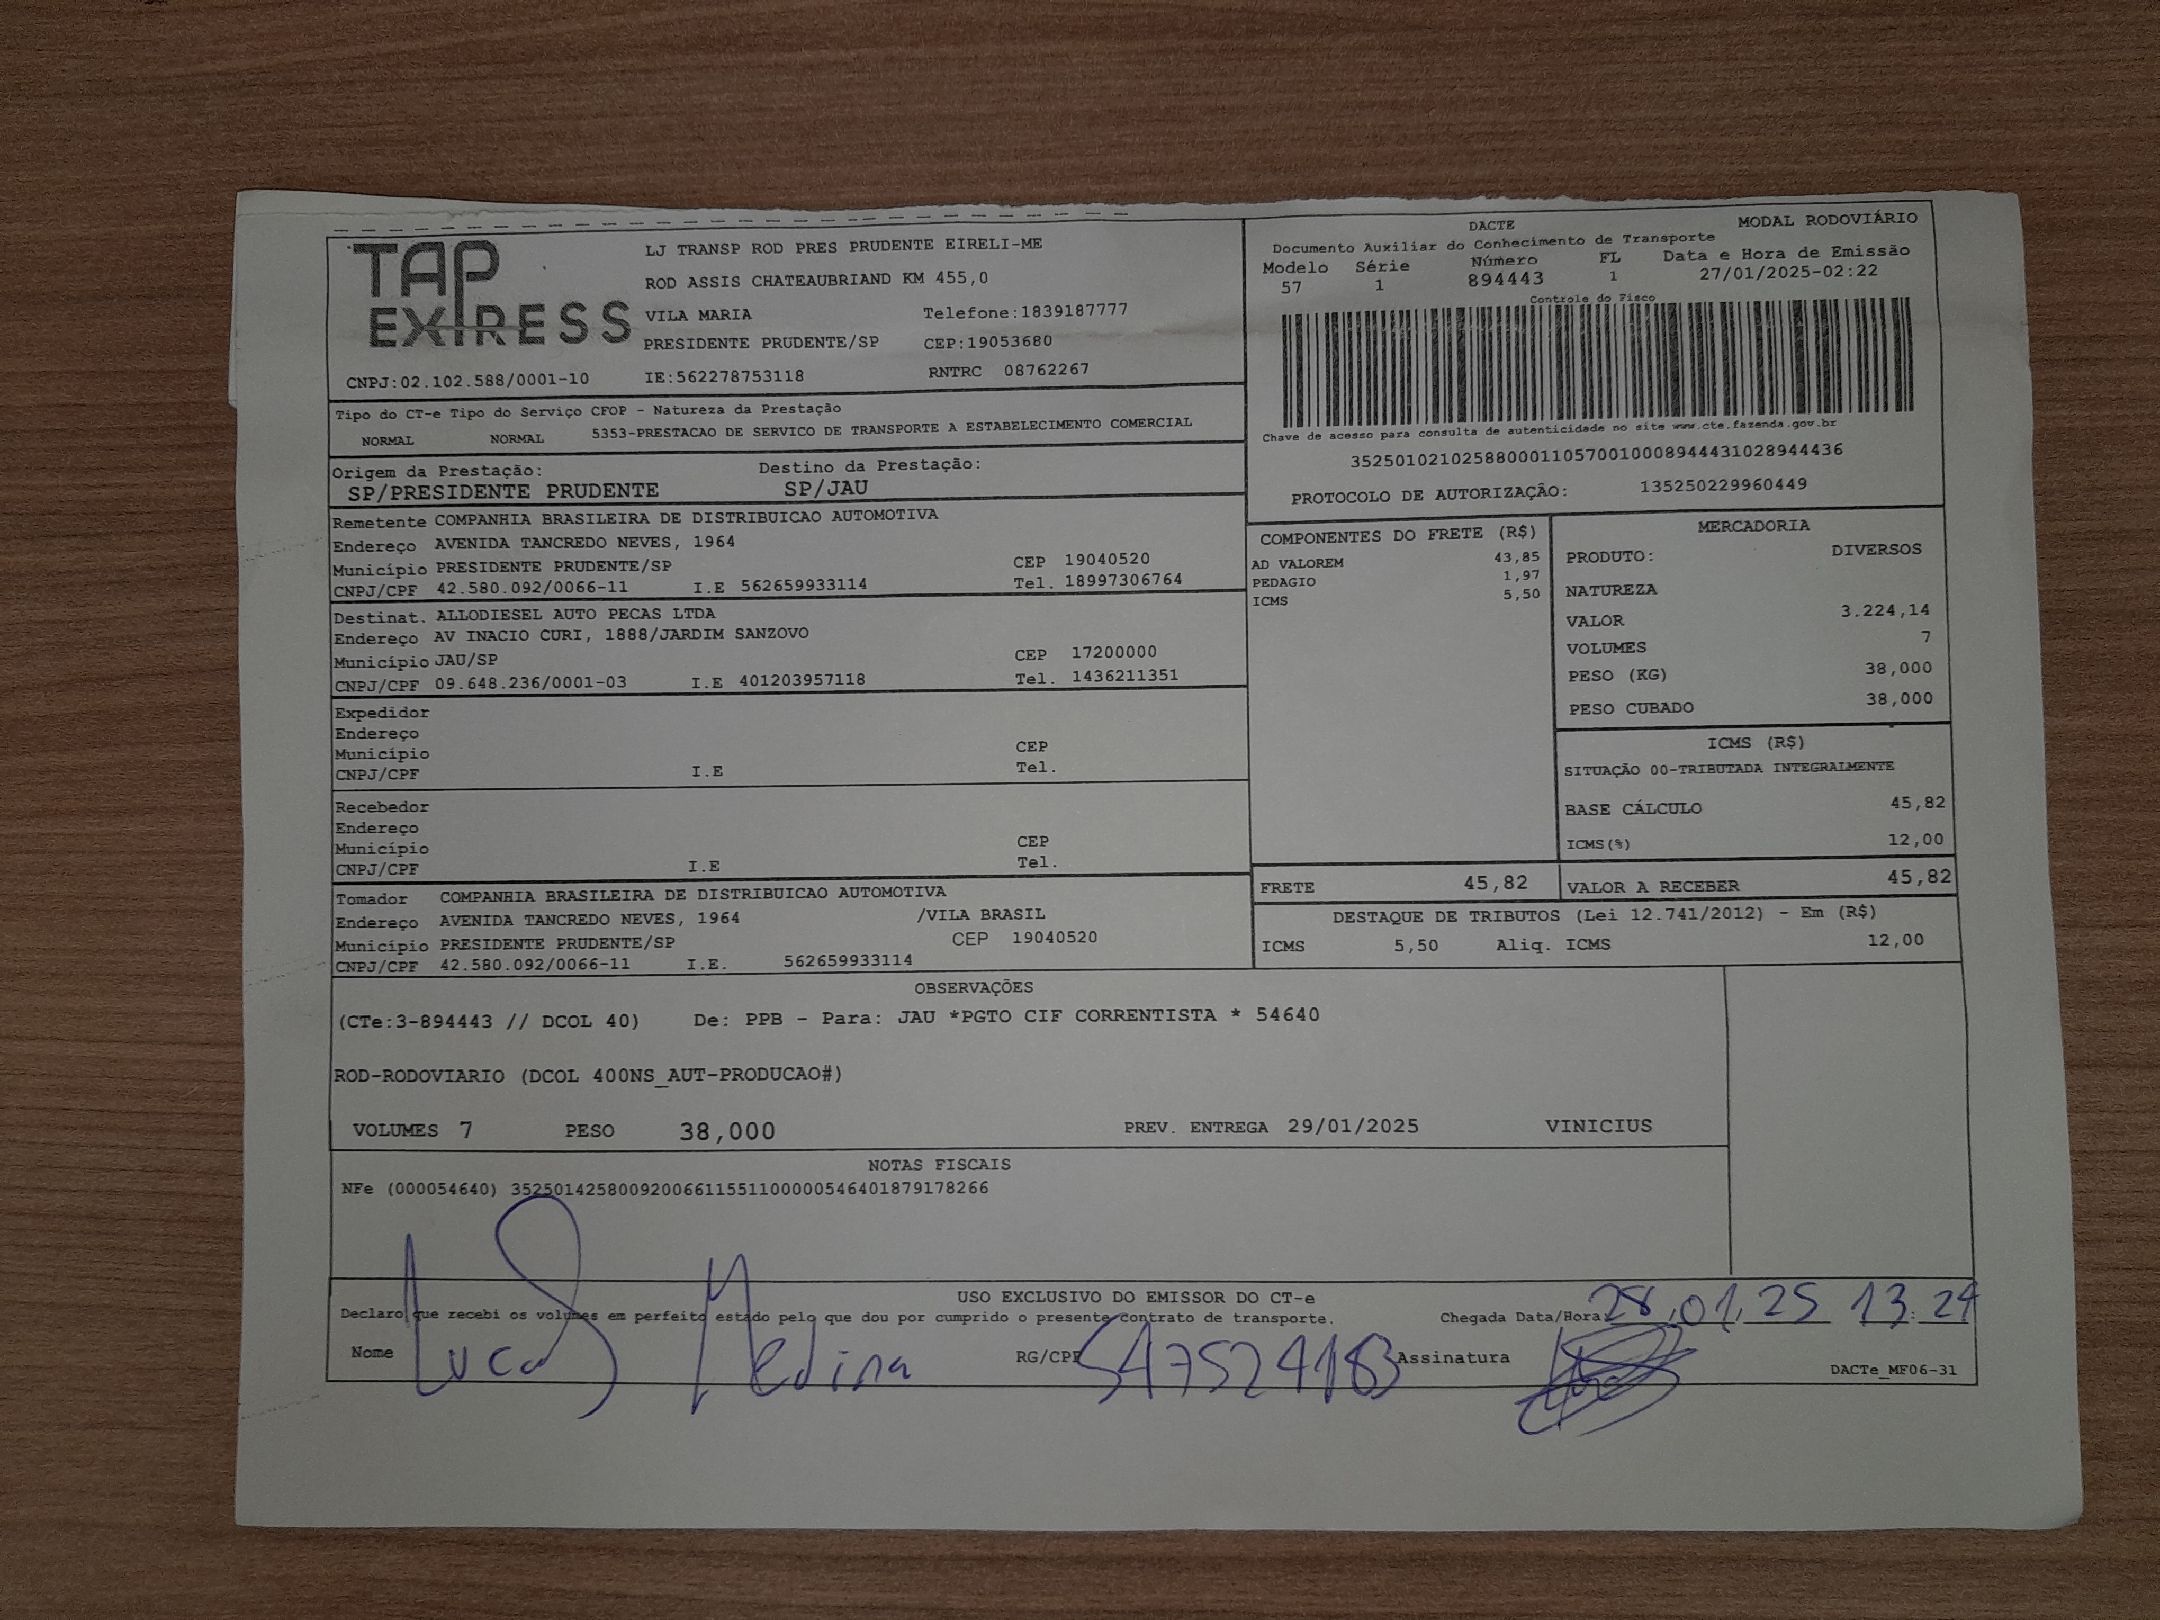 TAP EXPRESS
LJ TRANSP ROD PRES PRUDENTE EIRELI-ME
ROD ASSIS CHATEAUBRIAND KM 455,0
VILA MARIA Telefone:1839187777
PRESIDENTE PRUDENTE/SP CEP:19053680
CNPJ:02.102.588/0001-10 IE:562278753118 RNTRC 08762267
DACTE MODAL RODOVIÁRIO
Documento Auxiliar do Conhecimento de Transporte
Modelo Série Número FL Data e Hora de Emissão
57 1 894443 1 27/01/2025-02:22
Controle do Fisco
Chave de acesso para consulta de autenticidade no site www.cte.fazenda.gov.br
35250102102588000110570010008944431028944436
PROTOCOLO DE AUTORIZAÇÃO: 135250229960449
Tipo do CT-e Tipo do Serviço CFOP - Natureza da Prestação
NORMAL NORMAL 5353-PRESTACAO DE SERVICO DE TRANSPORTE A ESTABELECIMENTO COMERCIAL
Origem da Prestação: Destino da Prestação:
SP/PRESIDENTE PRUDENTE SP/JAU
Remetente COMPANHIA BRASILEIRA DE DISTRIBUICAO AUTOMOTIVA
Endereço AVENIDA TANCREDO NEVES, 1964
Município PRESIDENTE PRUDENTE/SP CEP 19040520
CNPJ/CPF 42.580.092/0066-11 I.E 562659933114 Tel. 18997306764
Destinat. ALLODIESEL AUTO PECAS LTDA
Endereço AV INACIO CURI, 1888/JARDIM SANZOVO
Município JAU/SP CEP 17200000
CNPJ/CPF 09.648.236/0001-03 I.E 401203957118 Tel. 1436211351
Expedidor
Endereço
Município CEP
CNPJ/CPF I.E Tel.
Recebedor
Endereço
Município CEP
CNPJ/CPF I.E Tel.
Tomador COMPANHIA BRASILEIRA DE DISTRIBUICAO AUTOMOTIVA
Endereço AVENIDA TANCREDO NEVES, 1964 /VILA BRASIL
Município PRESIDENTE PRUDENTE/SP CEP 19040520
CNPJ/CPF 42.580.092/0066-11 I.E. 562659933114
COMPONENTES DO FRETE (R$)
AD VALOREM 43,85
PEDAGIO 1,97
ICMS 5,50
MERCADORIA
PRODUTO: DIVERSOS
NATUREZA
VALOR 3.224,14
VOLUMES 7
PESO (KG) 38,000
PESO CUBADO 38,000
ICMS (R$)
SITUAÇÃO 00-TRIBUTADA INTEGRALMENTE
BASE CÁLCULO 45,82
ICMS(%) 12,00
FRETE 45,82 VALOR A RECEBER 45,82
DESTAQUE DE TRIBUTOS (Lei 12.741/2012) - Em (R$)
ICMS 5,50 Aliq. ICMS 12,00
OBSERVAÇÕES
(CTe:3-894443 // DCOL 40) De: PPB - Para: JAU *PGTO CIF CORRENTISTA * 54640
ROD-RODOVIARIO (DCOL 400NS_AUT-PRODUCAO#)
VOLUMES 7 PESO 38,000 PREV. ENTREGA 29/01/2025 VINICIUS
NOTAS FISCAIS
NFe (000054640) 35250142580092006611551100000546401879178266
USO EXCLUSIVO DO EMISSOR DO CT-e
Declaro que recebi os volumes em perfeito estado pelo que dou por cumprido o presente contrato de transporte. Chegada Data/Hora 28,01,25 13:24
Nome Lucas Medina RG/CPF 547524183 Assinatura
DACTe_MF06-31